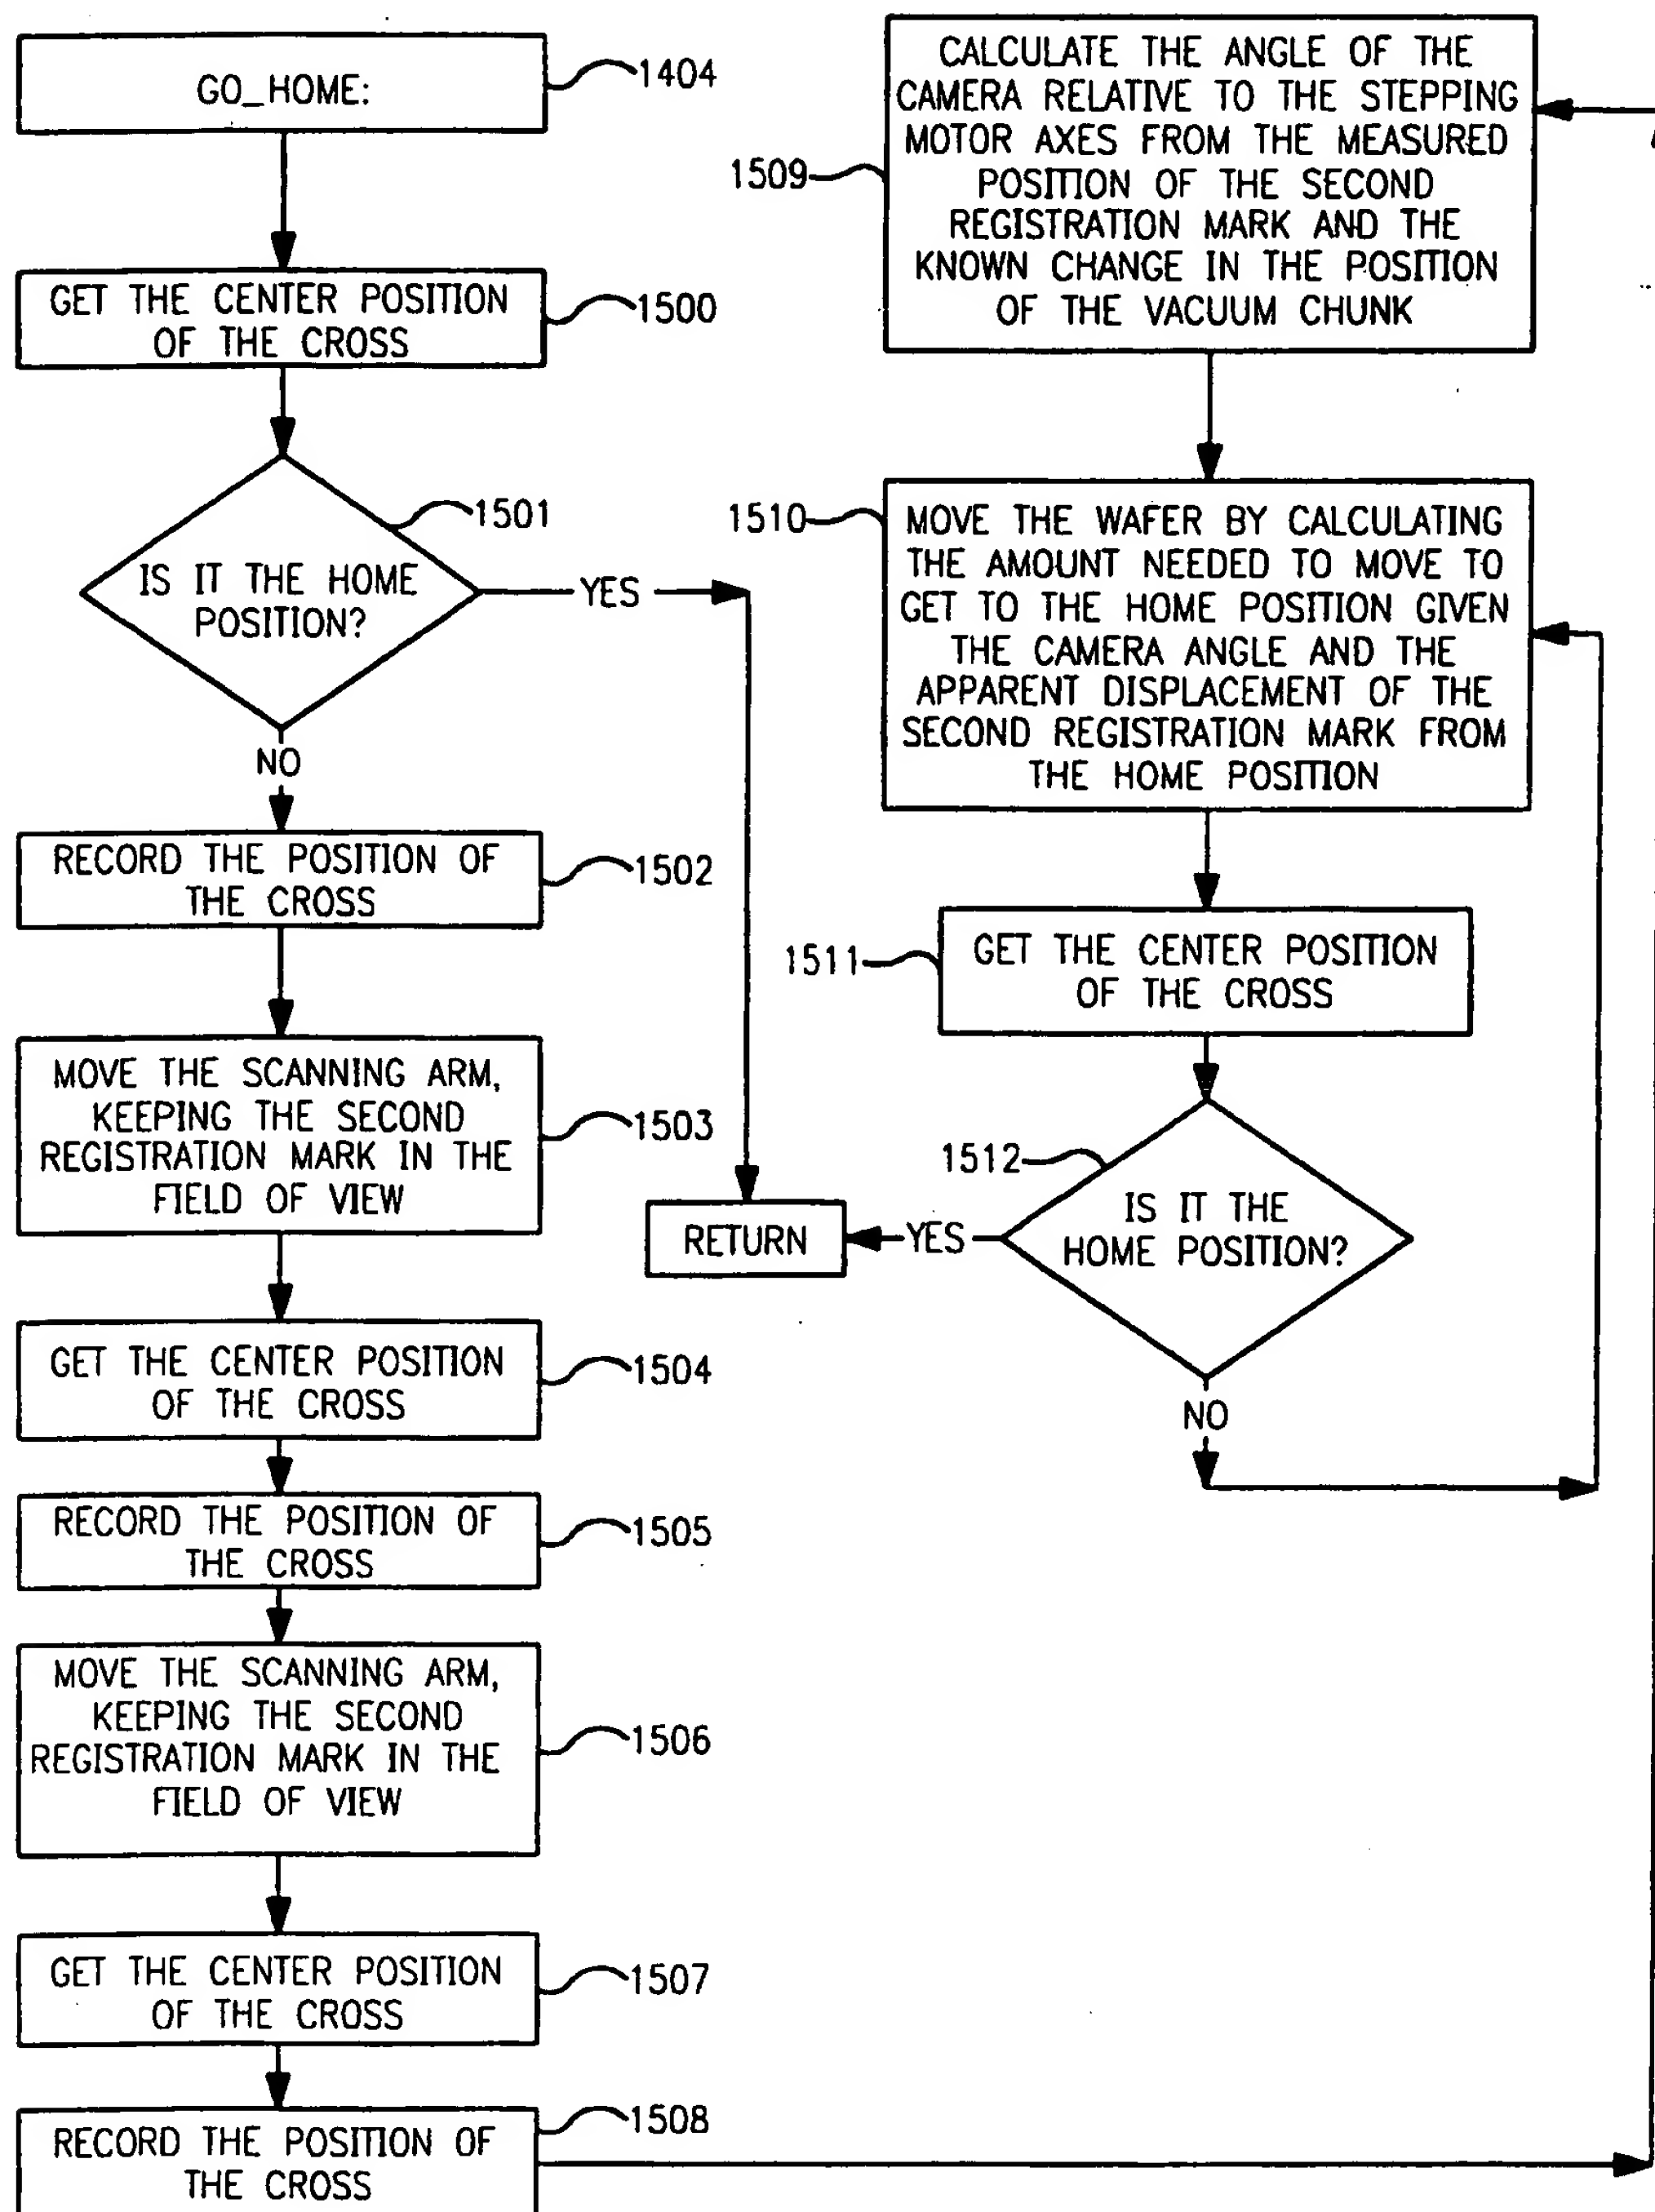 GO_HOME:
1404
GET THE CENTER POSITION
OF THE CROSS
1500
IS IT THE HOME
POSITION?
1501
YES
NO
RECORD THE POSITION OF
THE CROSS
1502
MOVE THE SCANNING ARM,
KEEPING THE SECOND
REGISTRATION MARK IN THE
FIELD OF VIEW
1503
GET THE CENTER POSITION
OF THE CROSS
1504
RECORD THE POSITION OF
THE CROSS
1505
MOVE THE SCANNING ARM,
KEEPING THE SECOND
REGISTRATION MARK IN THE
FIELD OF VIEW
1506
GET THE CENTER POSITION
OF THE CROSS
1507
RECORD THE POSITION OF
THE CROSS
1508
CALCULATE THE ANGLE OF THE
CAMERA RELATIVE TO THE STEPPING
MOTOR AXES FROM THE MEASURED
POSITION OF THE SECOND
REGISTRATION MARK AND THE
KNOWN CHANGE IN THE POSITION
OF THE VACUUM CHUNK
1509
MOVE THE WAFER BY CALCULATING
THE AMOUNT NEEDED TO MOVE TO
GET TO THE HOME POSITION GIVEN
THE CAMERA ANGLE AND THE
APPARENT DISPLACEMENT OF THE
SECOND REGISTRATION MARK FROM
THE HOME POSITION
1510
GET THE CENTER POSITION
OF THE CROSS
1511
IS IT THE
HOME POSITION?
1512
YES
RETURN
NO